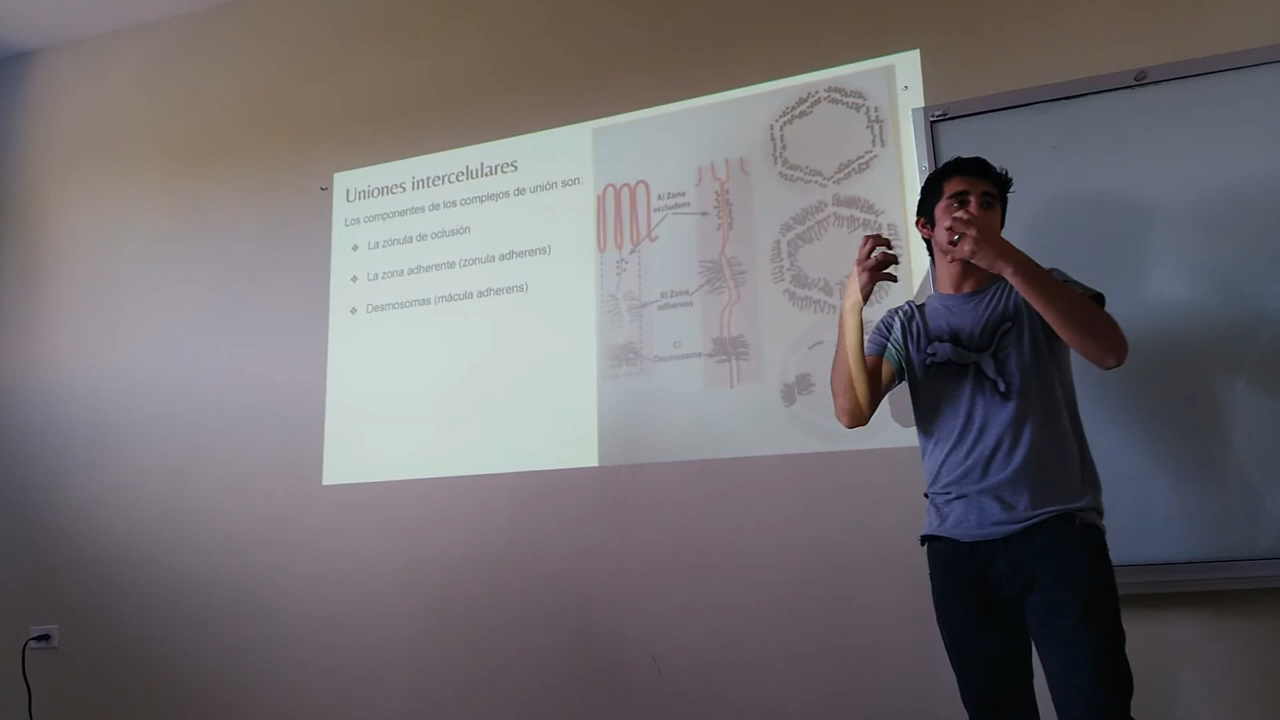 Uniones intercelulares
Los componentes de los complejos de unión son:
La zónula de oclusión
La zona adherente (zonula adherens)
Desmosomas (mácula adherens)
A) Zona
occludens
B) Zona
adherens
C)
Desmosoma